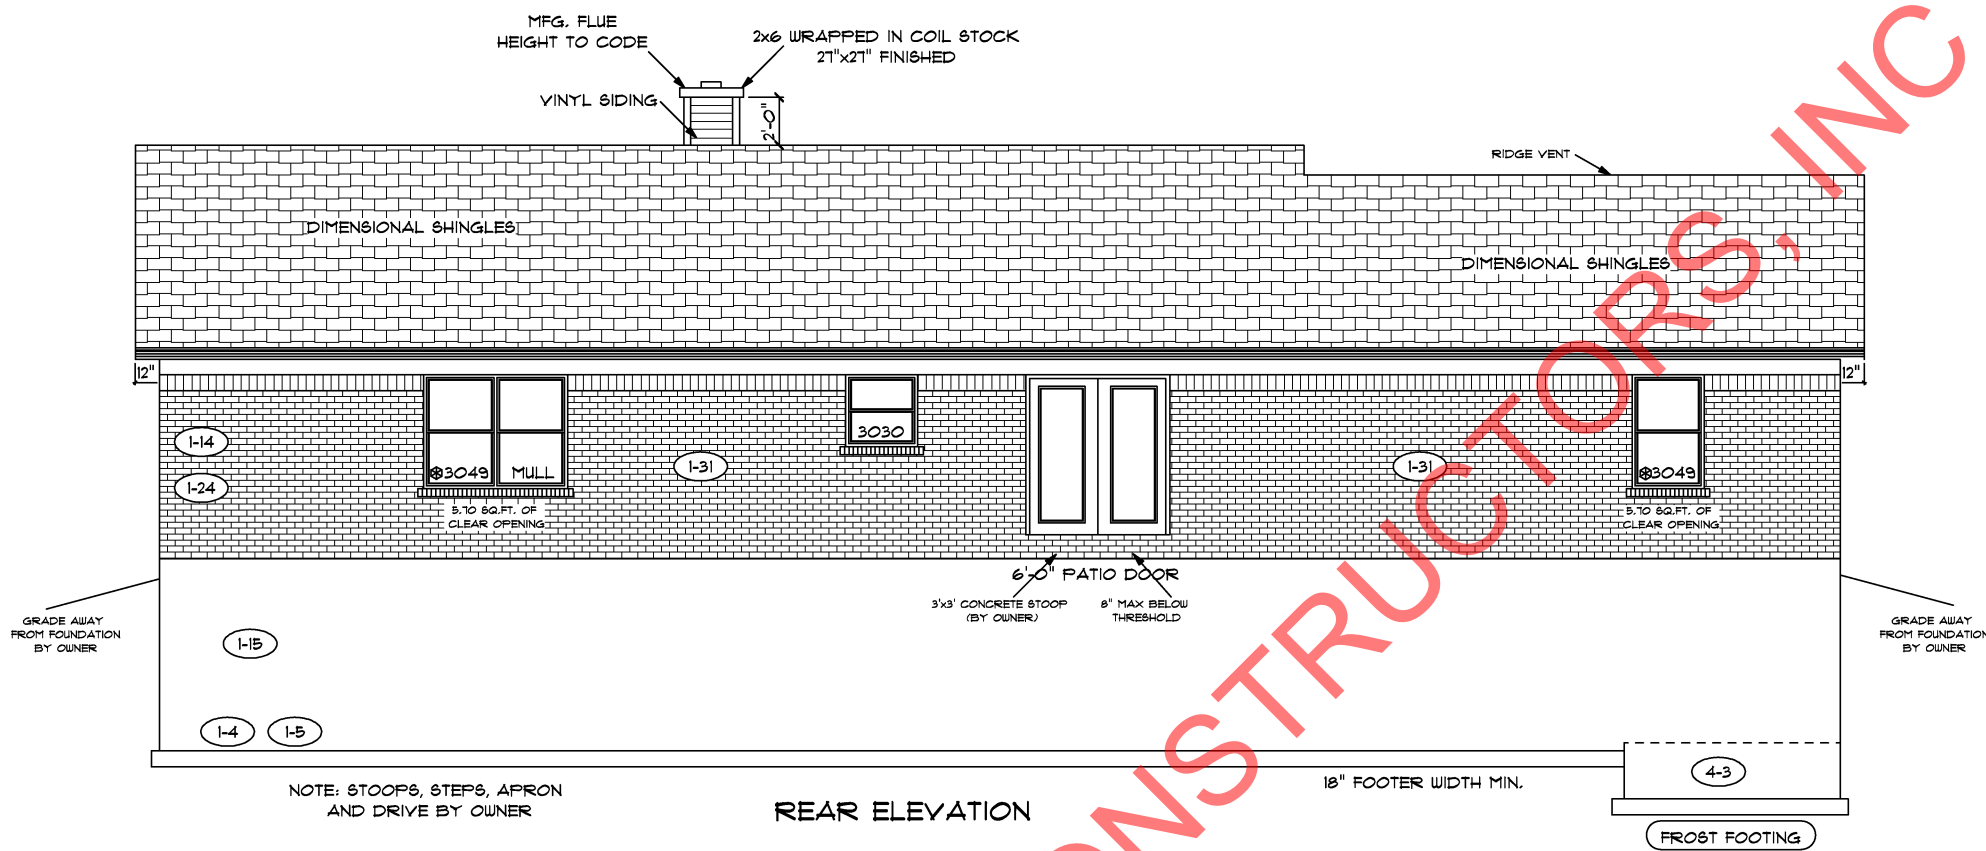 MFG. FLUE
HEIGHT TO CODE
2x6 WRAPPED IN COIL STOCK
27"x27" FINISHED
VINYL SIDING
2'-0"
RIDGE VENT
DIMENSIONAL SHINGLES
DIMENSIONAL SHINGLES
12"
12"
1-14
1-24
3049
MULL
5.70 SQ.FT. OF
CLEAR OPENING
1-31
3030
1-31
3049
5.70 SQ.FT. OF
CLEAR OPENING
6'-0" PATIO DOOR
3'x3' CONCRETE STOOP
(BY OWNER)
8" MAX BELOW
THRESHOLD
GRADE AWAY
FROM FOUNDATION
BY OWNER
GRADE AWAY
FROM FOUNDATION
BY OWNER
1-15
1-4
1-5
4-3
NOTE: STOOPS, STEPS, APRON
AND DRIVE BY OWNER
REAR ELEVATION
18" FOOTER WIDTH MIN.
FROST FOOTING
ONSTRUCTORS, INC